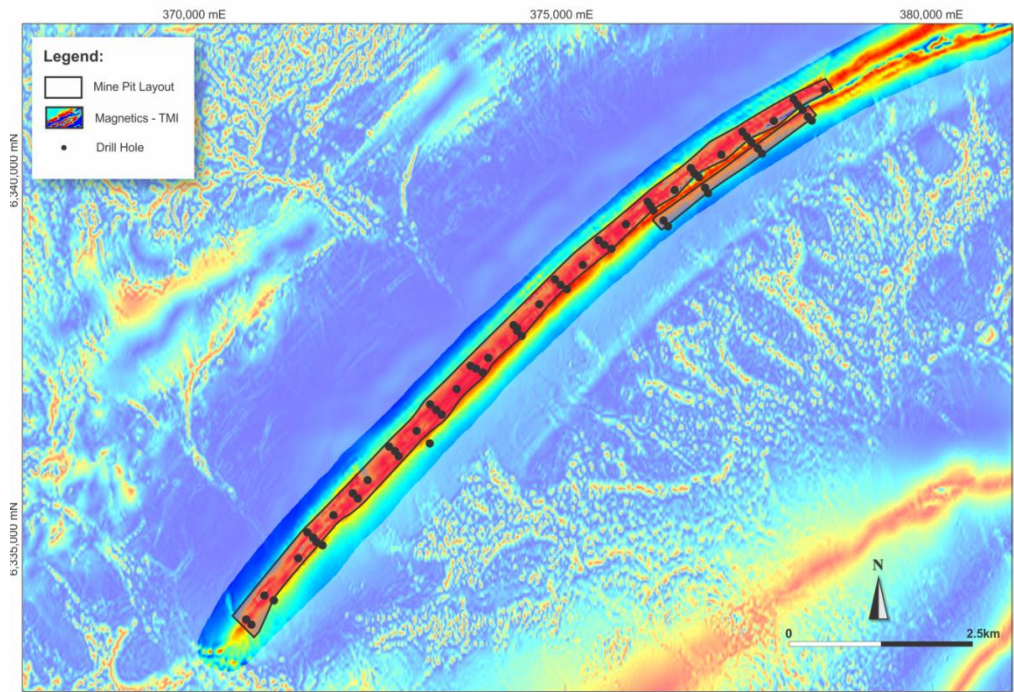 370,000 mE
375,000 mE
380,000 mE
Legend:
Mine Pit Layout
Magnetics - TMI
Drill Hole
6,340,000 mN
6,335,000 mN
N
0
2.5km